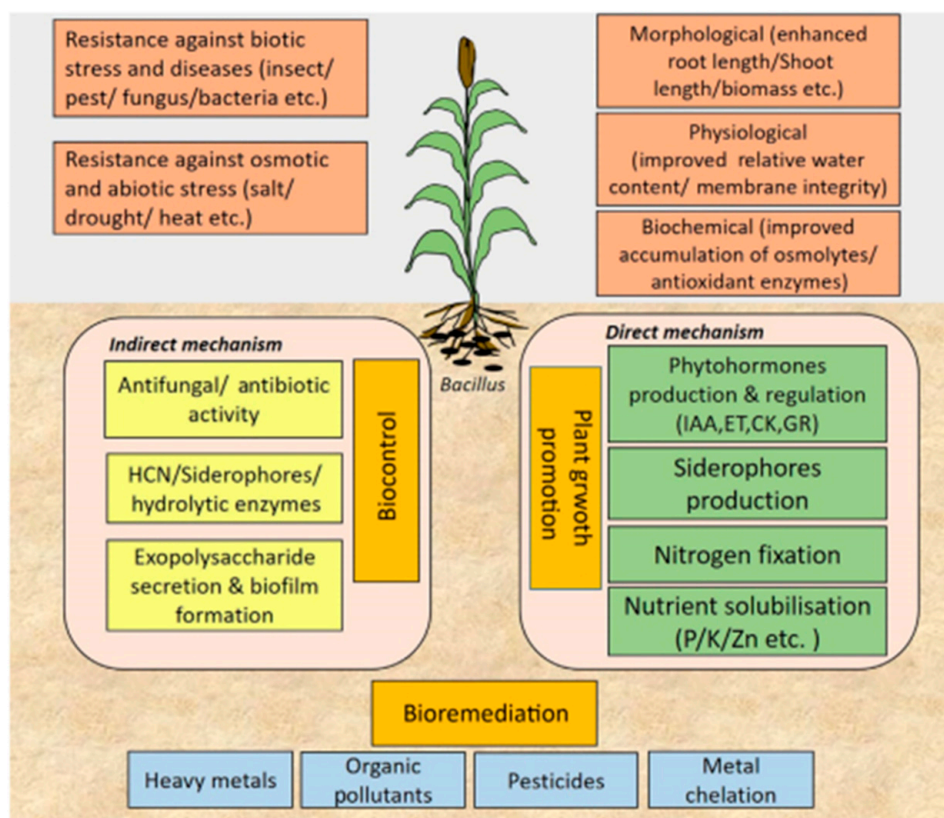 Resistance against biotic
stress and diseases (insect/
pest/ fungus/bacteria etc.)
Resistance against osmotic
and abiotic stress (salt/
drought/ heat etc.)
Morphological (enhanced
root length/Shoot
length/biomass etc.)
Physiological
(improved relative water
content/ membrane integrity)
Biochemical (improved
accumulation of osmolytes/
antioxidant enzymes)
Indirect mechanism
Antifungal/ antibiotic
activity
HCN/Siderophores/
hydrolytic enzymes
Exopolysaccharide
secretion & biofilm
formation
Biocontrol
Bacillus
Direct mechanism
Plant grwoth
promotion
Phytohormones
production & regulation
(IAA,ET,CK,GR)
Siderophores
production
Nitrogen fixation
Nutrient solubilisation
(P/K/Zn etc. )
Bioremediation
Heavy metals
Organic
pollutants
Pesticides
Metal
chelation